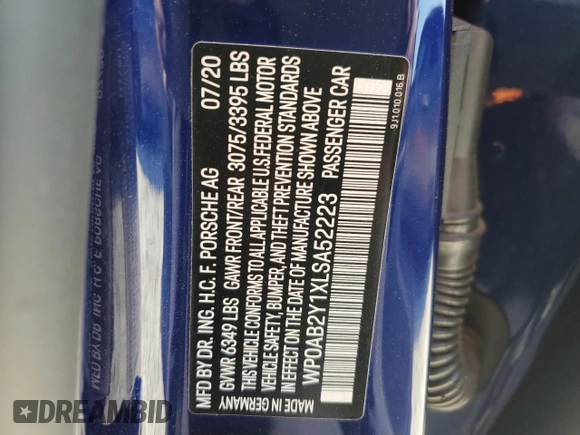 MFD BY DR. ING. H.C. F. PORSCHE AG 07/20
GWWR 6349 LBS GAWR FRONT/REAR 3075/3395 LBS
THIS VEHICLE CONFORMS TO ALL APPLICABLE U.S. FEDERAL MOTOR
VEHICLE SAFETY, BUMPER, AND THEFT PREVENTION STANDARDS
IN EFFECT ON THE DATE OF MANUFACTURE SHOWN ABOVE
WP0AB2Y1XLSA52223 PASSENGER CAR
MADE IN GERMANY
9J1.010.016.B
DREAMBID